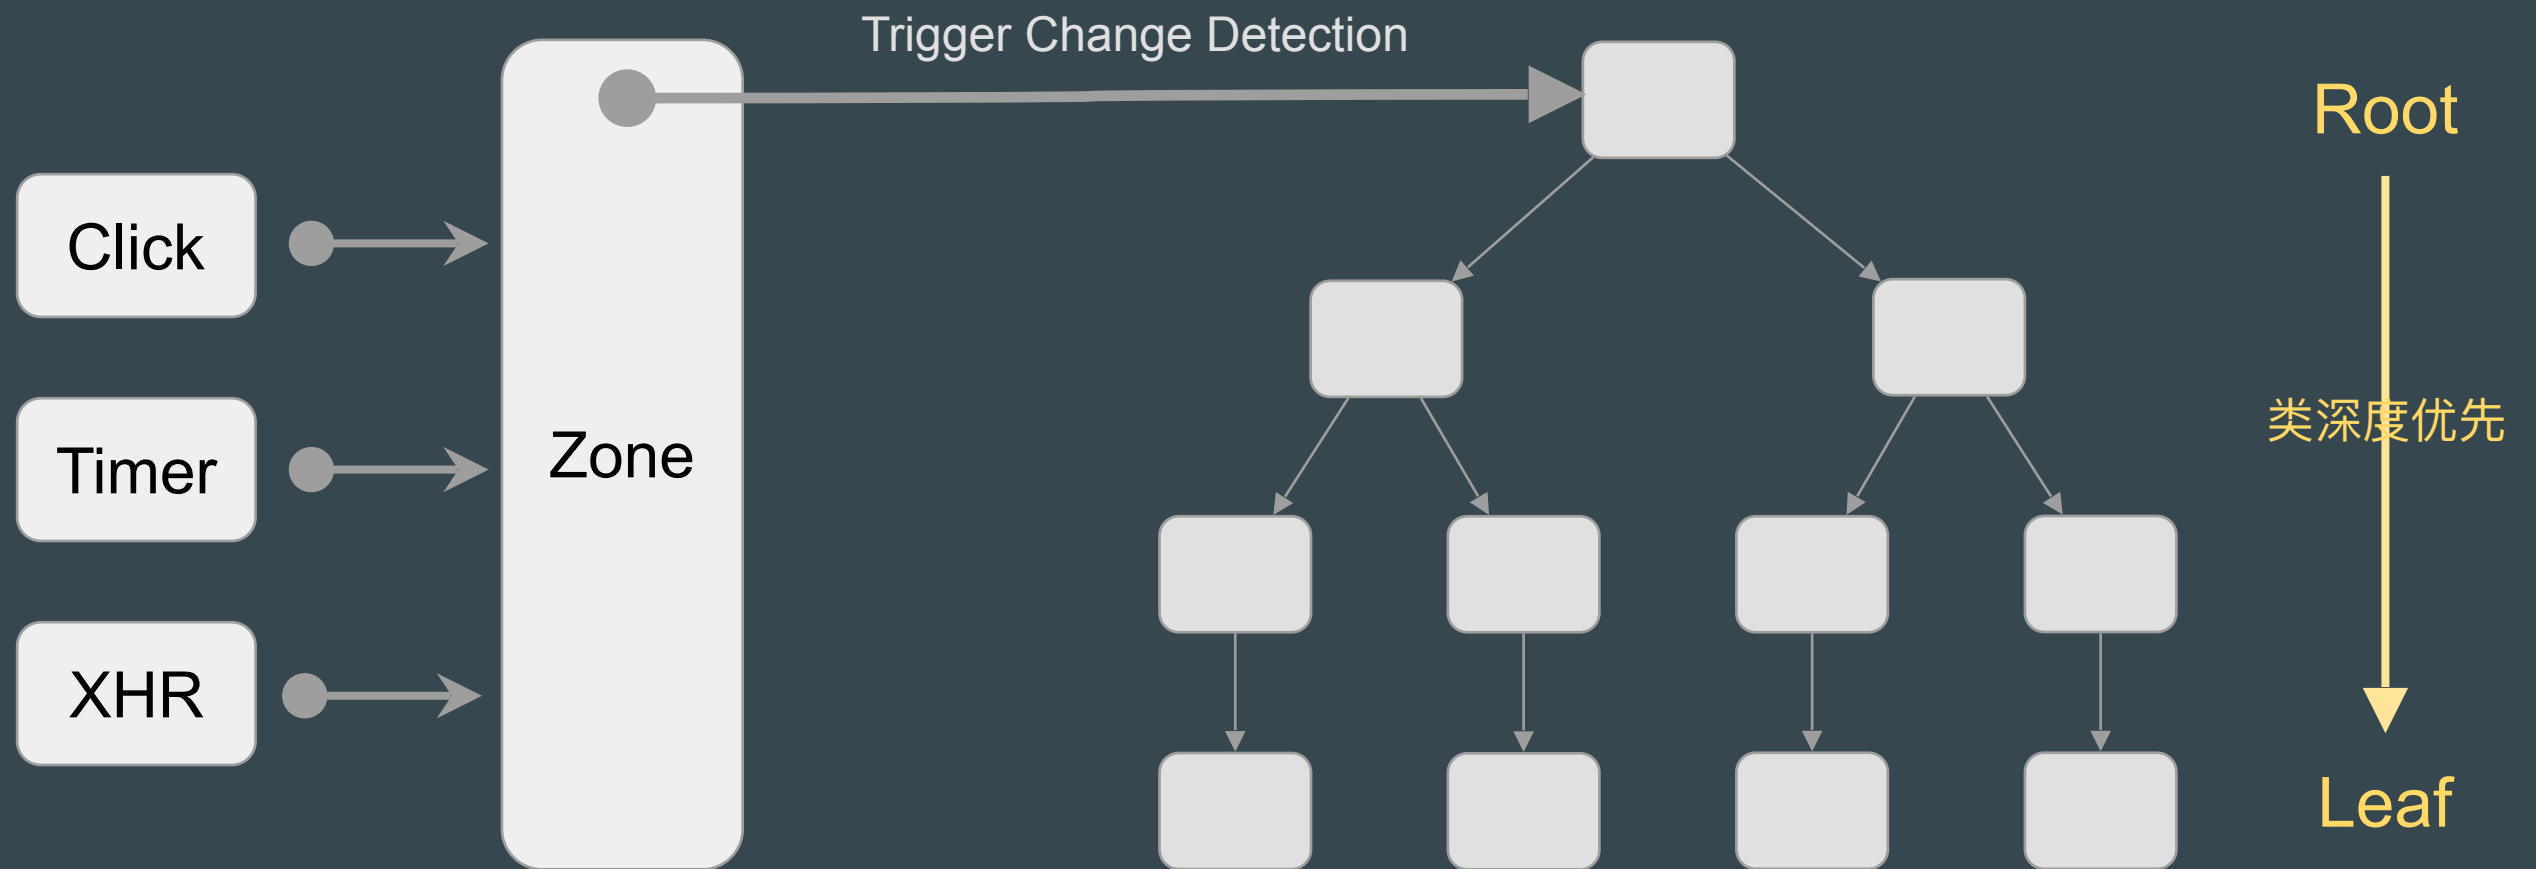 Trigger Change Detection
Click
Timer
XHR
Zone
Root
类深度优先
Leaf